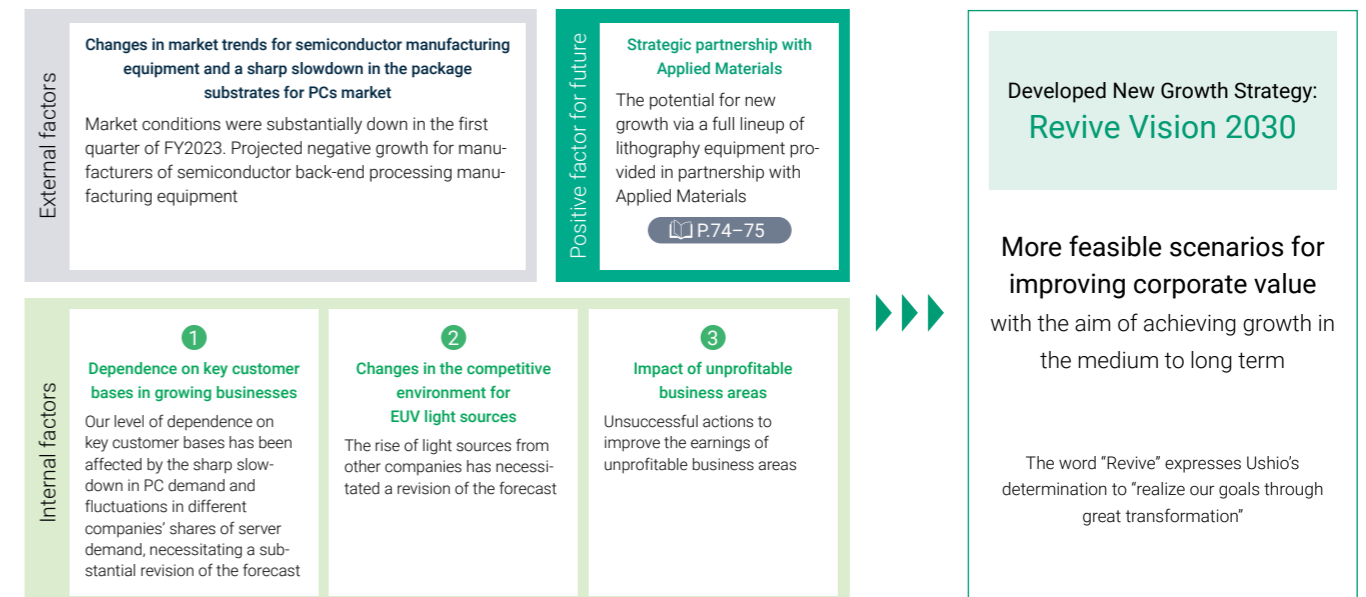 External factors
Changes in market trends for semiconductor manufacturing
equipment and a sharp slowdown in the package
substrates for PCs market
Market conditions were substantially down in the first
quarter of FY2023. Projected negative growth for manu-
facturers of semiconductor back-end processing manu-
facturing equipment
Positive factor for future
Strategic partnership with
Applied Materials
The potential for new
growth via a full lineup of
lithography equipment pro-
vided in partnership with
Applied Materials
P.74–75
Internal factors
1
Dependence on key customer
bases in growing businesses
Our level of dependence on
key customer bases has been
affected by the sharp slow-
down in PC demand and
fluctuations in different
companies’ shares of server
demand, necessitating a sub-
stantial revision of the forecast
2
Changes in the competitive
environment for
EUV light sources
The rise of light sources from
other companies has necessi-
tated a revision of the forecast
3
Impact of unprofitable
business areas
Unsuccessful actions to
improve the earnings of
unprofitable business areas
Developed New Growth Strategy:
Revive Vision 2030
More feasible scenarios for
improving corporate value
with the aim of achieving growth in
the medium to long term
The word “Revive” expresses Ushio’s
determination to “realize our goals through
great transformation”